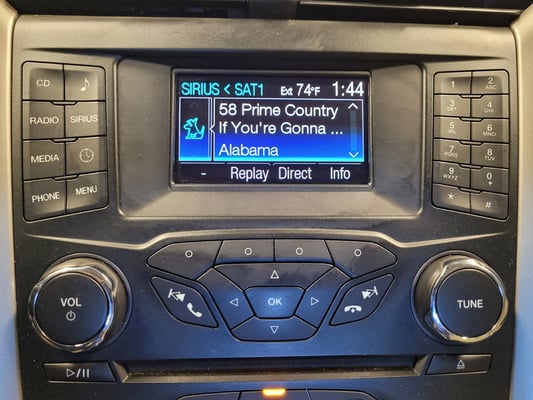 CD
RADIO SIRIUS
MEDIA
PHONE MENU
SIRIUS < SAT1 Ext 74°F 1:44
58 Prime Country
If You're Gonna ...
Alabama
- Replay Direct Info
1 2 ABC
3 DEF 4 GHI
5 JKL 6 MNO
7 PQRS 8 TUV
9 WXYZ 0 +
* #
VOL
OK
TUNE